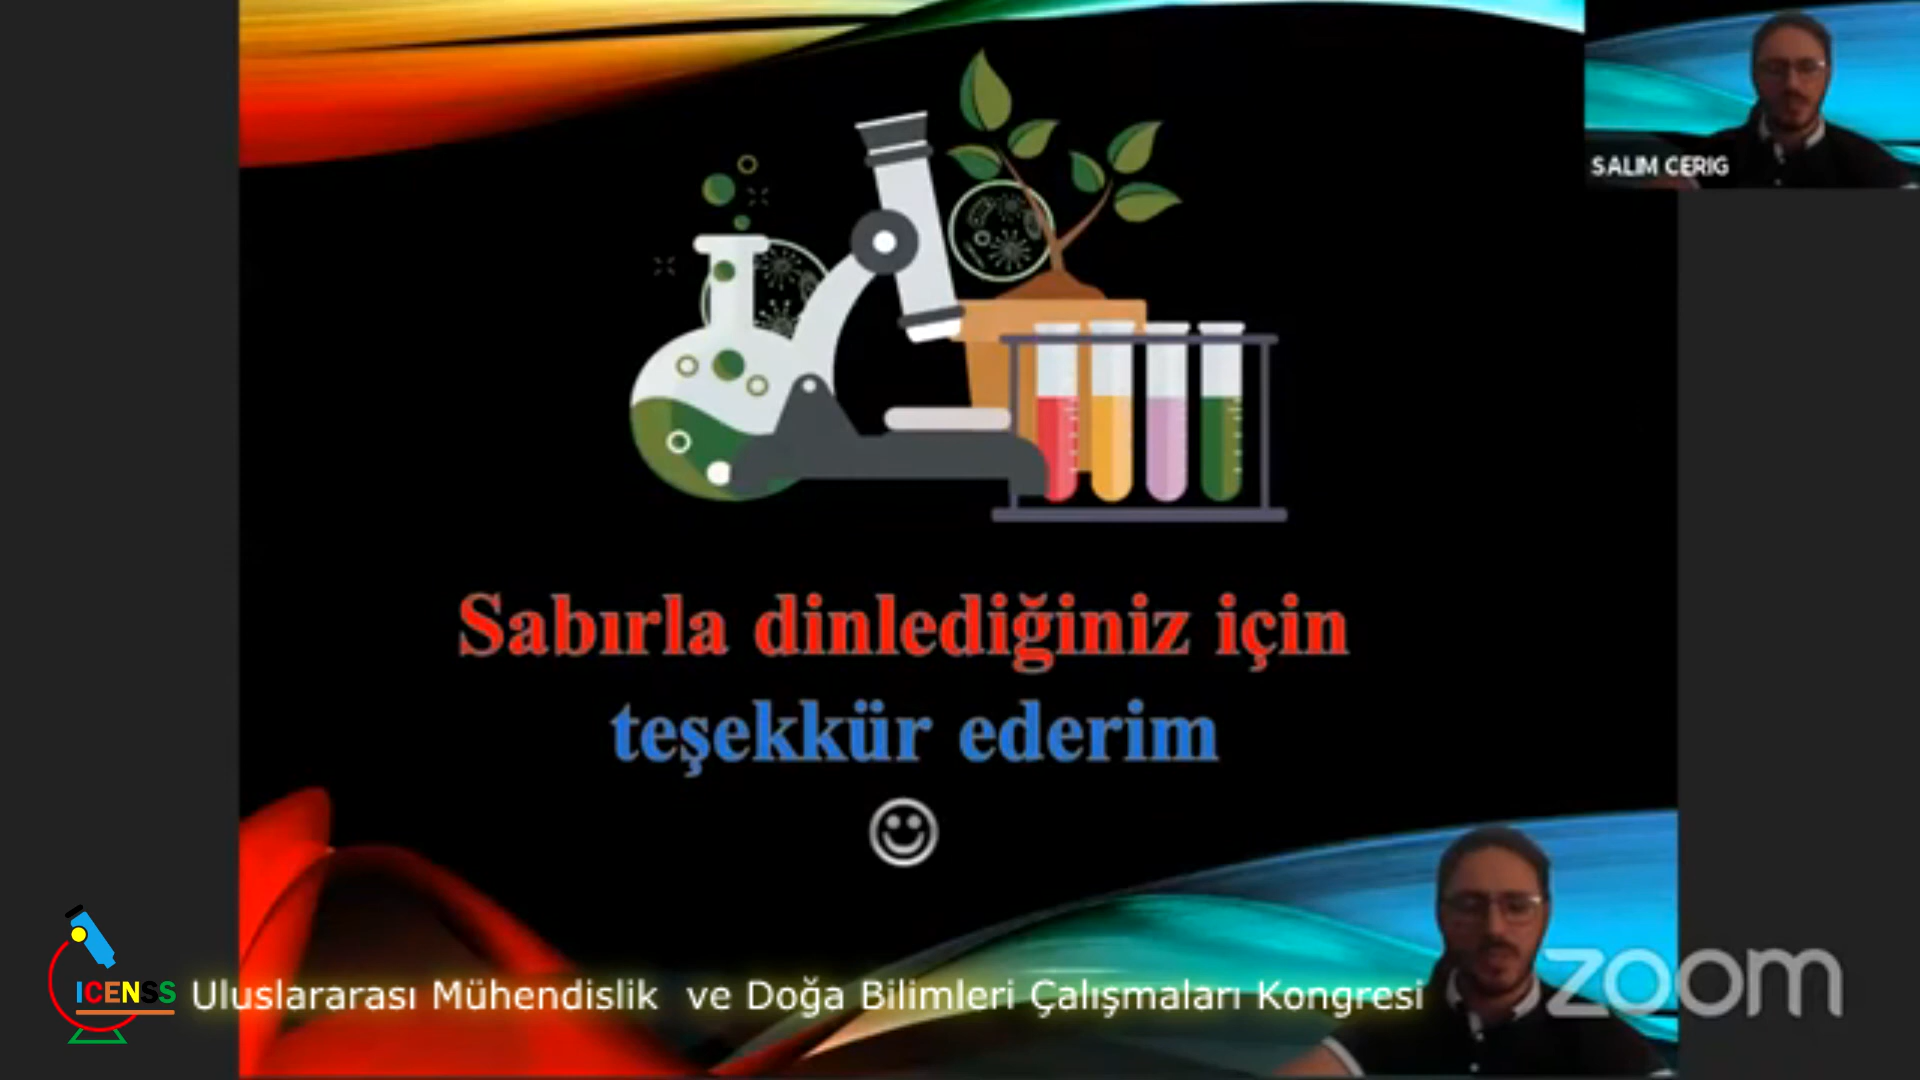 SALIM CERIG
Sabırla dinlediğiniz için
teşekkür ederim
ICENSS Uluslararası Mühendislik ve Doğa Bilimleri Çalışmaları Kongresi
zoom